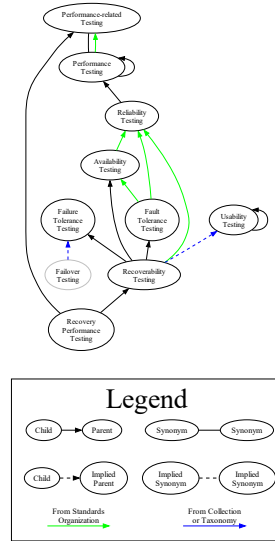 Performance-related
Testing
Performance
Testing
Reliability
Testing
Availability
Testing
Failure
Tolerance
Testing
Fault
Tolerance
Testing
Usability
Testing
Failover
Testing
Recoverability
Testing
Recovery
Performance
Testing
Legend
Child
Parent
Synonym
Synonym
Child
Implied
Parent
Implied
Synonym
Implied
Synonym
From Standards
Organization
From Collection
or Taxonomy